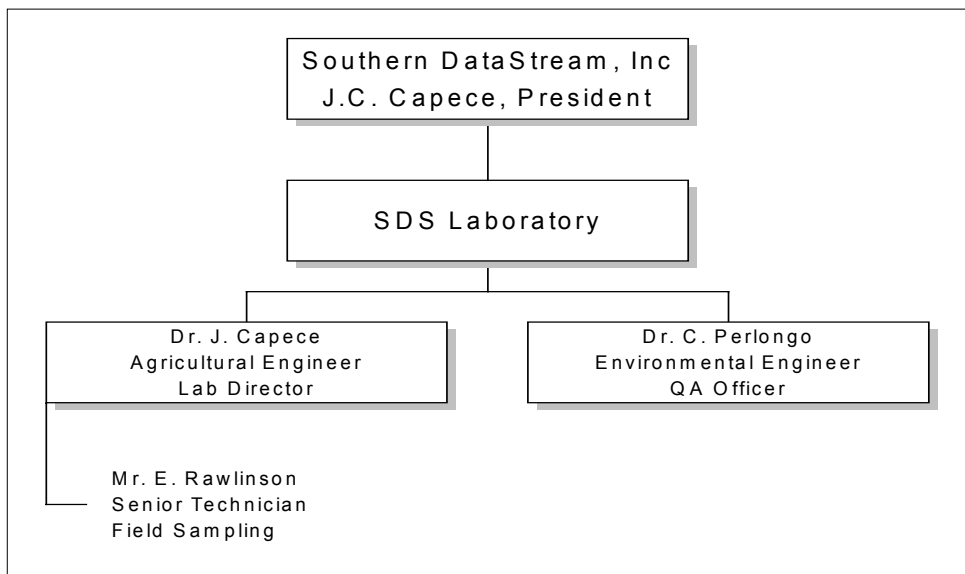 Southern DataStream, Inc
J.C. Capece, President
SDS Laboratory
Dr. J. Capece
Agricultural Engineer
Lab Director
Dr. C. Perlongo
Environmental Engineer
QA Officer
Mr. E. Rawlinson
Senior Technician
Field Sampling